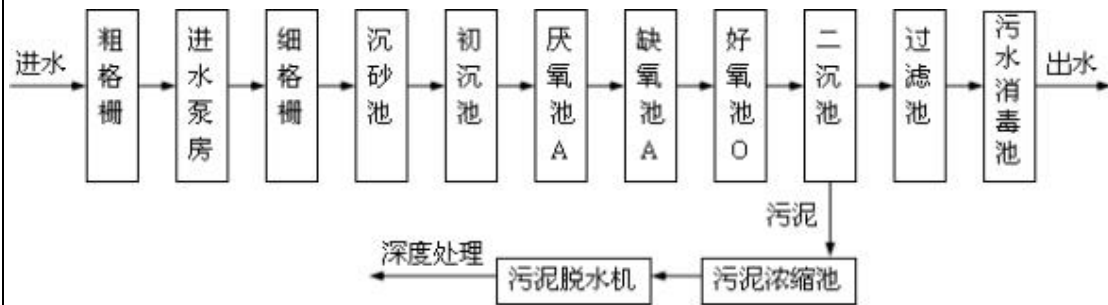 进水
粗格栅
进水泵房
细格栅
沉砂池
初沉池
厌氧池A
缺氧池A
好氧池O
二沉池
过滤池
污水消毒池
出水
污泥
深度处理
污泥脱水机
污泥浓缩池